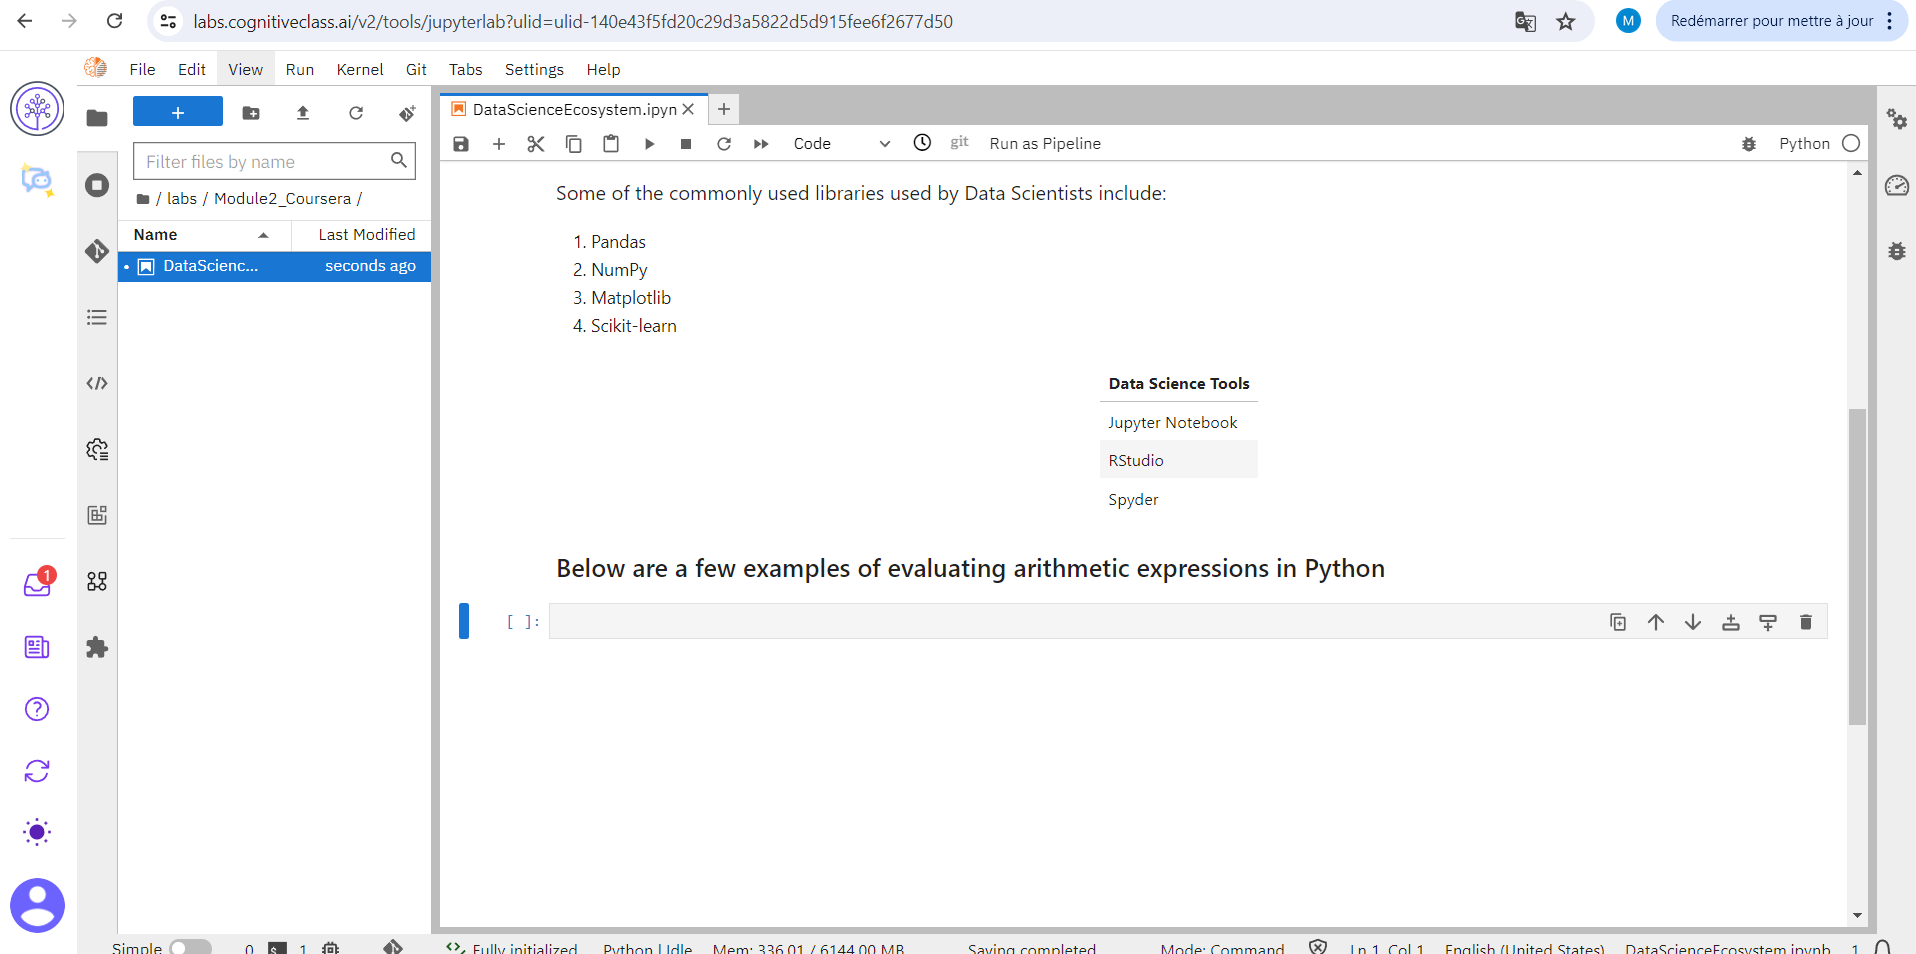 labs.cognitiveclass.ai/v2/tools/jupyterlab?ulid=ulid-140e43f5fd20c29d3a5822d5d915fee6f2677d50
M
Redémarrer pour mettre à jour
File Edit View Run Kernel Git Tabs Settings Help
DataScienceEcosystem.ipyn
Filter files by name
Code
git
Run as Pipeline
Python
/ labs / Module2_Coursera /
Name Last Modified
DataScienc... seconds ago
Some of the commonly used libraries used by Data Scientists include:
1. Pandas
2. NumPy
3. Matplotlib
4. Scikit-learn
Data Science Tools
Jupyter Notebook
RStudio
Spyder
Below are a few examples of evaluating arithmetic expressions in Python
[ ]:
1
Simple 0 1 Fully initialized Python | Idle Mem: 336.01 / 6144.00 MB Saving completed Mode: Command Ln 1, Col 1 English (United States) DataScienceEcosystem.ipynb 1